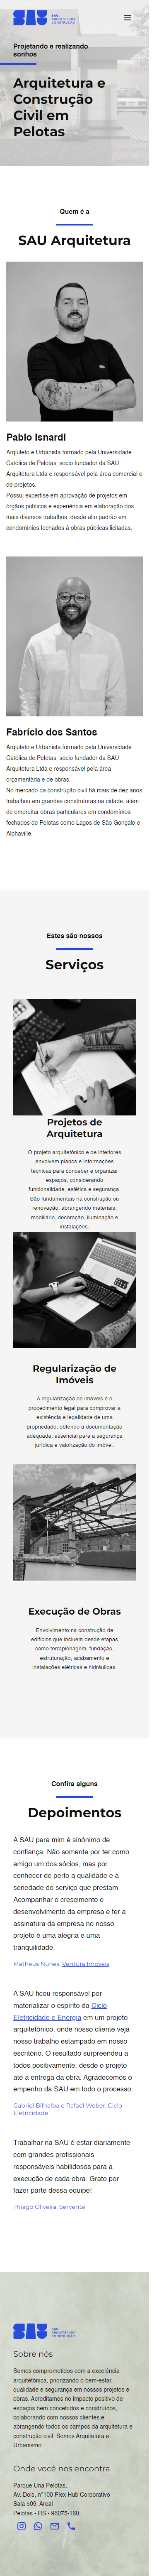 SAU SAU. ARQUITETURA CONSTRUÇÃO
Projetando e realizando
sonhos
Arquitetura e
Construção
Civil em
Pelotas
Quem é a
SAU Arquitetura
Pablo Isnardi
Arquiteto e Urbanista formado pela Universidade
Católica de Pelotas, sócio fundador da SAU
Arquitetura Ltda e responsável pela área comercial e
de projetos.
Possui expertise em aprovação de projetos em
órgãos públicos e experiência em elaboração dos
mais diversos trabalhos, desde alto padrão em
condomínios fechados a obras públicas licitadas.
Fabrício dos Santos
Arquiteto e Urbanista formado pela Universidade
Católica de Pelotas, sócio fundador da SAU
Arquitetura Ltda e responsável pela área
orçamentária e de obras.
No mercado da construção civil há mais de dez anos
trabalhou em grandes construtoras na cidade, além
de empreitar obras particulares em condomínios
fechados de Pelotas como Lagos de São Gonçalo e
Alphaville.
Estes são nossos
Serviços
Projetos de
Arquitetura
O projeto arquitetônico e de interiores
envolvem planos e informações
técnicas para conceber e organizar
espaços, considerando
funcionalidade, estética e segurança.
São fundamentais na construção ou
renovação, abrangendo materiais,
mobiliário, decoração, iluminação e
instalações.
Regularização de
Imóveis
A regularização de imóveis é o
procedimento legal para comprovar a
existência e legalidade de uma
propriedade, obtendo a documentação
adequada, essencial para a segurança
jurídica e valorização do imóvel.
Execução de Obras
Envolvimento na construção de
edifícios que incluem desde etapas
como terraplenagem, fundação,
estruturação, acabamento e
instalações elétricas e hidráulicas.
Confira alguns
Depoimentos
A SAU para mim é sinônimo de
confiança. Não somente por ter como
amigo um dos sócios, mas por
conhecer de perto a qualidade e a
seriedade do serviço que prestam.
Acompanhar o crescimento e
desenvolvimento da empresa e ter a
assinatura da empresa no nosso
projeto é uma alegria e uma
tranquilidade.
Matheus Nunes, Ventura Imóveis
A SAU ficou responsável por
materializar o espírito da Ciclo
Eletricidade e Energia em um projeto
arquitetônico, onde nosso cliente veja
nosso trabalho estampado em nosso
escritório. O resultado surpreendeu a
todos positivamente, desde o projeto
até a entrega da obra. Agradecemos o
empenho da SAU em todo o processo.
Gabriel Bilhalba e Rafael Weber, Ciclo
Eletricidade
Trabalhar na SAU é estar diariamente
com grandes profissionais
responsáveis habilidosos para a
execução de cada obra. Grato por
fazer parte dessa equipe!
Thiago Oliveira, Servente
SAU SAU. ARQUITETURA CONSTRUÇÃO
Sobre nós
Somos comprometidos com a excelência
arquitetônica, priorizando o bem-estar,
qualidade e segurança em nossos projetos e
obras. Acreditamos no impacto positivo de
espaços bem concebidos e construídos,
colaborando com nossos clientes e
abrangendo todos os campos da arquitetura e
construção civil. Somos Arquitetura e
Urbanismo.
Onde você nos encontra
Parque Una Pelotas,
Av. Dois, nº100 Plex Hub Corporativo
Sala 509, Areal
Pelotas - RS - 96075-160